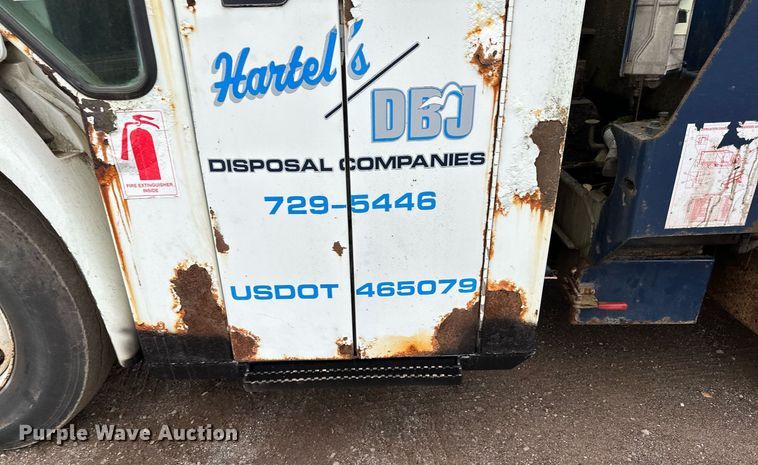 Hartel's
DBJ
DISPOSAL COMPANIES
729-5446
USDOT 465079
FIRE EXTINGUISHER
INSIDE
Purple Wave Auction